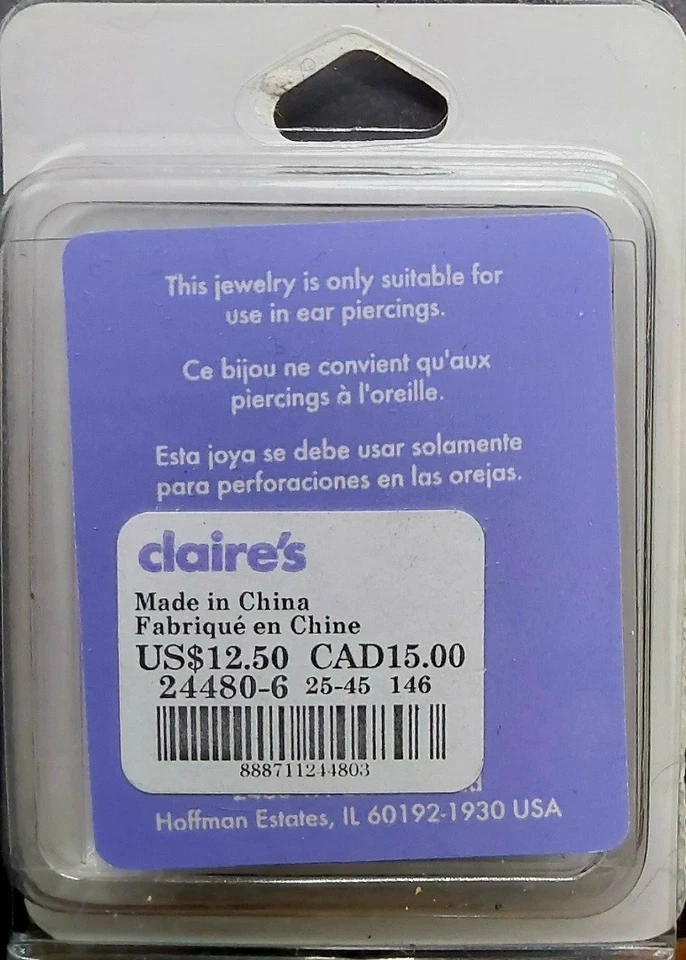 This jewelry is only suitable for
use in ear piercings.
Ce bijou ne convient qu'aux
piercings à l'oreille.
Esta joya se debe usar solamente
para perforaciones en las orejas.
claire's
Made in China
Fabriqué en Chine
US$12.50 CAD15.00
24480-6 25-45 146
888711244803
Hoffman Estates, IL 60192-1930 USA